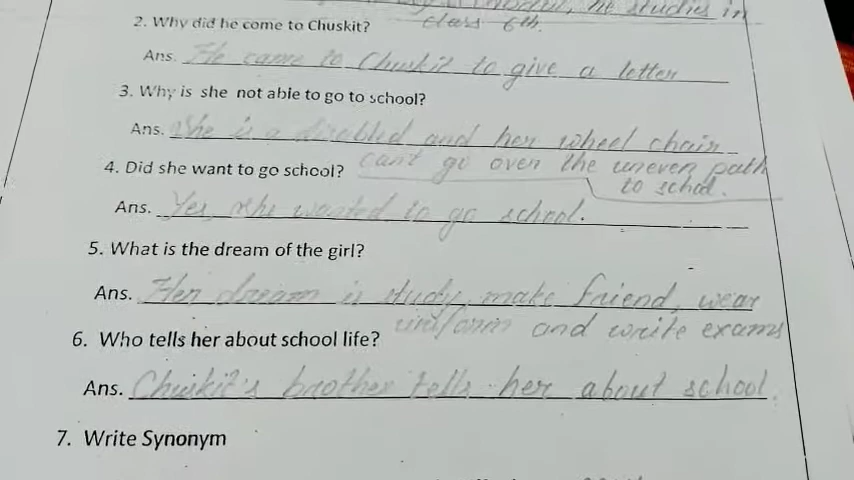 he studies in
2. Why did he come to Chuskit?
class 6th.
Ans. He came to Chuskit to give a letter
3. Why is she not able to go to school?
Ans. She is a disabled and her wheel chair
can't go over the uneven path
4. Did she want to go school?
to school.
Ans. Yes, she wanted to go school.
5. What is the dream of the girl?
Ans. Her dream is study, make friend, wear
uniform and write exams
6. Who tells her about school life?
Ans. Chuskit's brother tells her about school.
7. Write Synonym